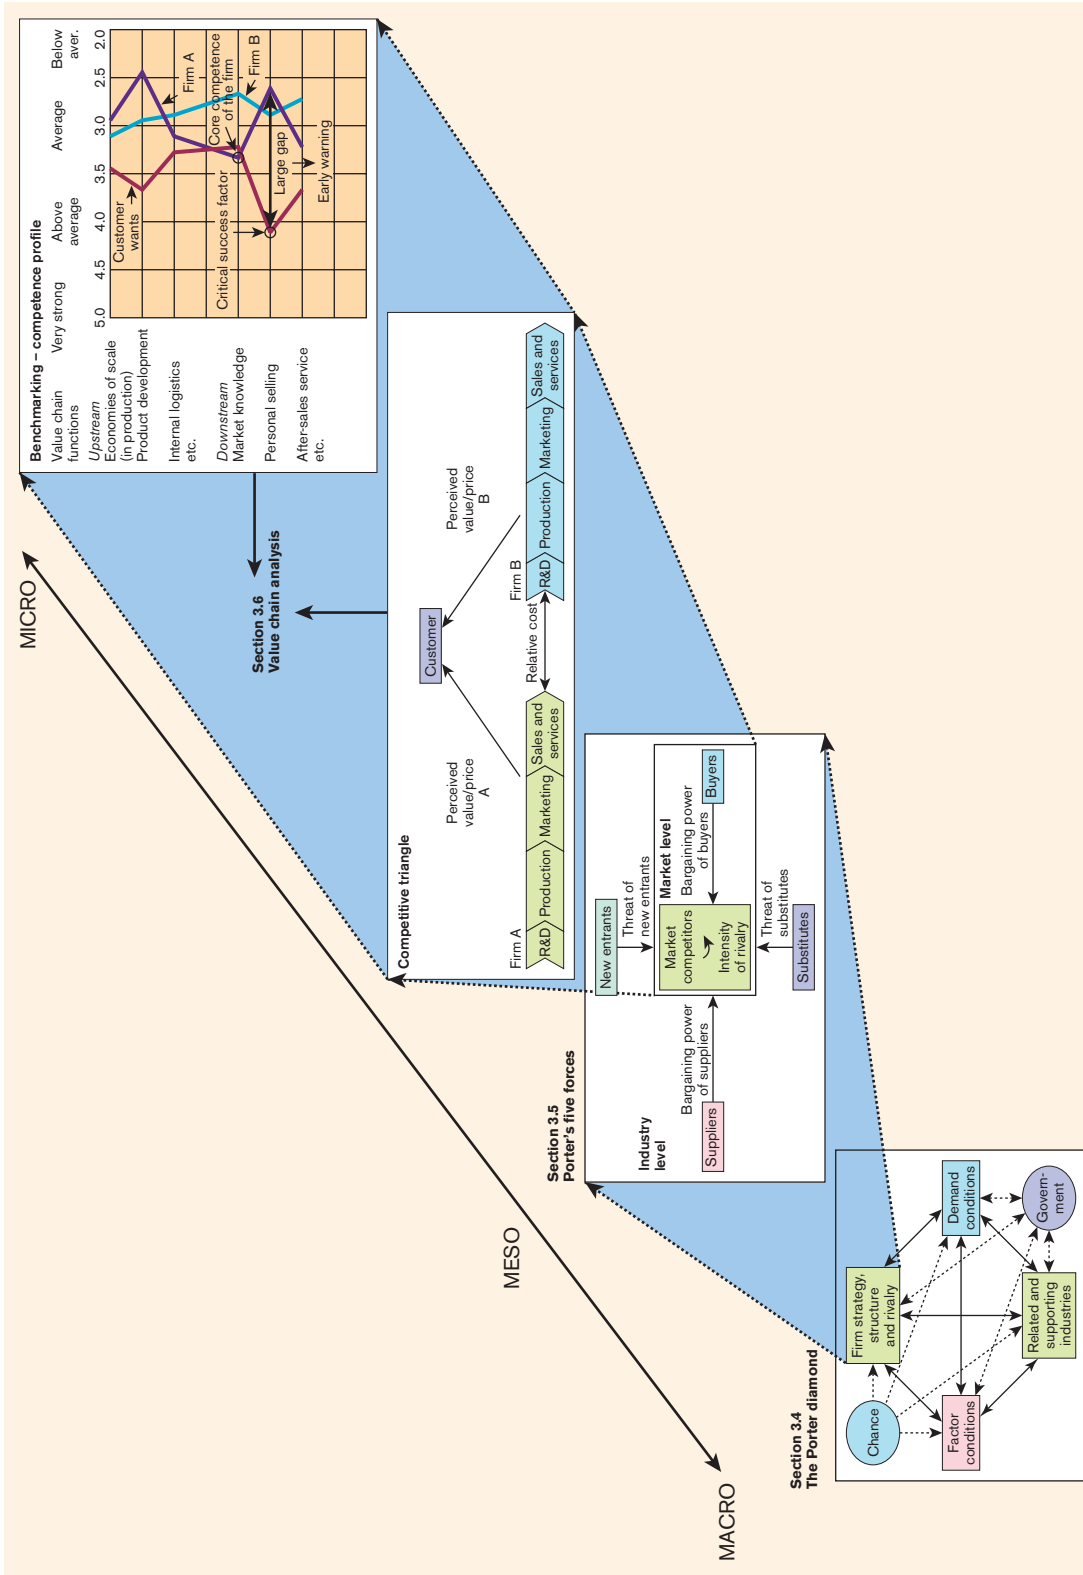 MICRO
MESO
MACRO
Benchmarking – competence profile
Value chain
functions
Very strong
Above
average
Average
Below
aver.
5.0
4.5
4.0
3.5
3.0
2.5
2.0
Upstream
Economies of scale
(in production)
Product development
Internal logistics
etc.
Downstream
Market knowledge
Personal selling
After-sales service
etc.
Customer
wants
Firm A
Critical success factor
Core competence
of the firm
Firm B
Large gap
Early warning
Section 3.6
Value chain analysis
Competitive triangle
Customer
Perceived
value/price
A
Perceived
value/price
B
Firm A
R&D
Production
Marketing
Sales and
services
Relative cost
Firm B
R&D
Production
Marketing
Sales and
services
Section 3.5
Porter's five forces
Industry
level
New entrants
Threat of
new entrants
Market level
Suppliers
Bargaining power
of suppliers
Market
competitors
Intensity
of rivalry
Bargaining power
of buyers
Buyers
Threat of
substitutes
Substitutes
Section 3.4
The Porter diamond
Chance
Firm strategy,
structure
and rivalry
Factor
conditions
Demand
conditions
Related and
supporting
industries
Govern-
ment